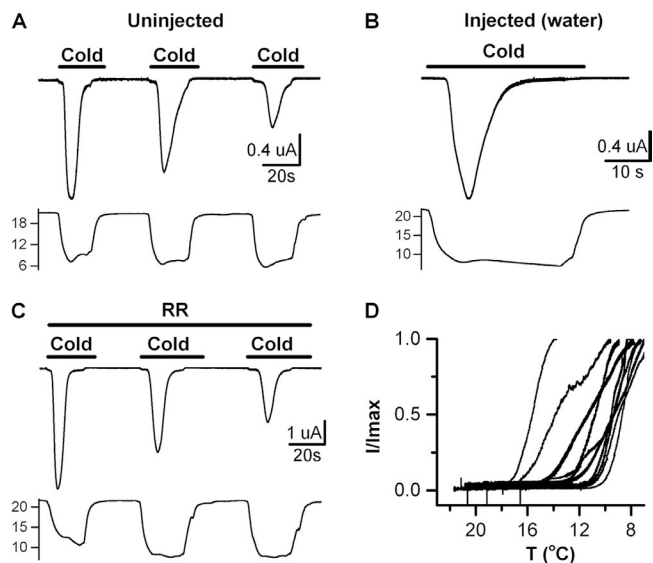 A
Uninjected
Cold Cold Cold
0.4 uA
20s
18
12
6
B
Injected (water)
Cold
0.4 uA
10 s
20
15
10
C
RR
Cold Cold Cold
1 uA
20s
20
15
10
D
1.0
0.5
0.0
I/Imax
20 16 12 8
T (°C)